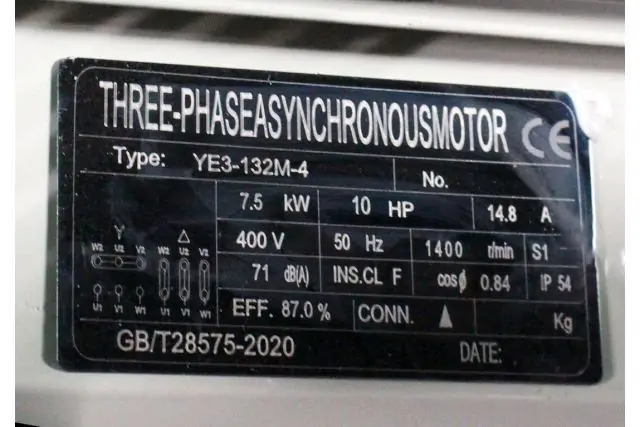 THREE-PHASEASYNCHRONOUSMOTOR CE
Type: YE3-132M-4 No.
7.5 kW 10 HP 14.8 A
400 V 50 Hz 1400 r/min S1
71 dB(A) INS.CL F cosϕ 0.84 IP 54
EFF. 87.0 % CONN. Kg
Y △
W2 U2 V2 W2 U2 V2
U1 V1 W1 U1 V1 W1
GB/T28575-2020 DATE: